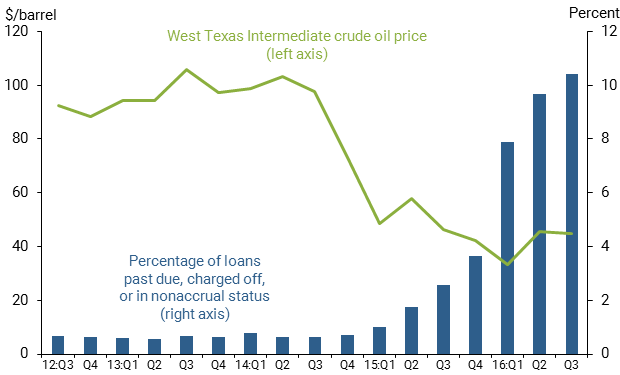 $/barrel Percent
120 12
West Texas Intermediate crude oil price
(left axis)
100 10
80 8
60 6
40 4
Percentage of loans
past due, charged off,
or in nonaccrual status
(right axis)
20 2
0 0
12:Q3 Q4 13:Q1 Q2 Q3 Q4 14:Q1 Q2 Q3 Q4 15:Q1 Q2 Q3 Q4 16:Q1 Q2 Q3